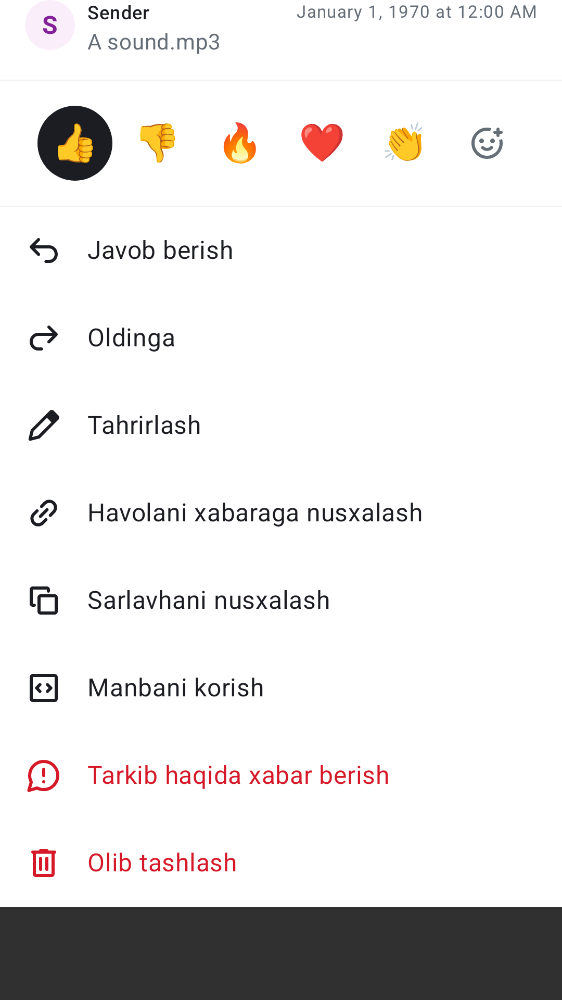 S
Sender
January 1, 1970 at 12:00 AM
A sound.mp3
Javob berish
Oldinga
Tahrirlash
Havolani xabaraga nusxalash
Sarlavhani nusxalash
Manbani korish
Tarkib haqida xabar berish
Olib tashlash